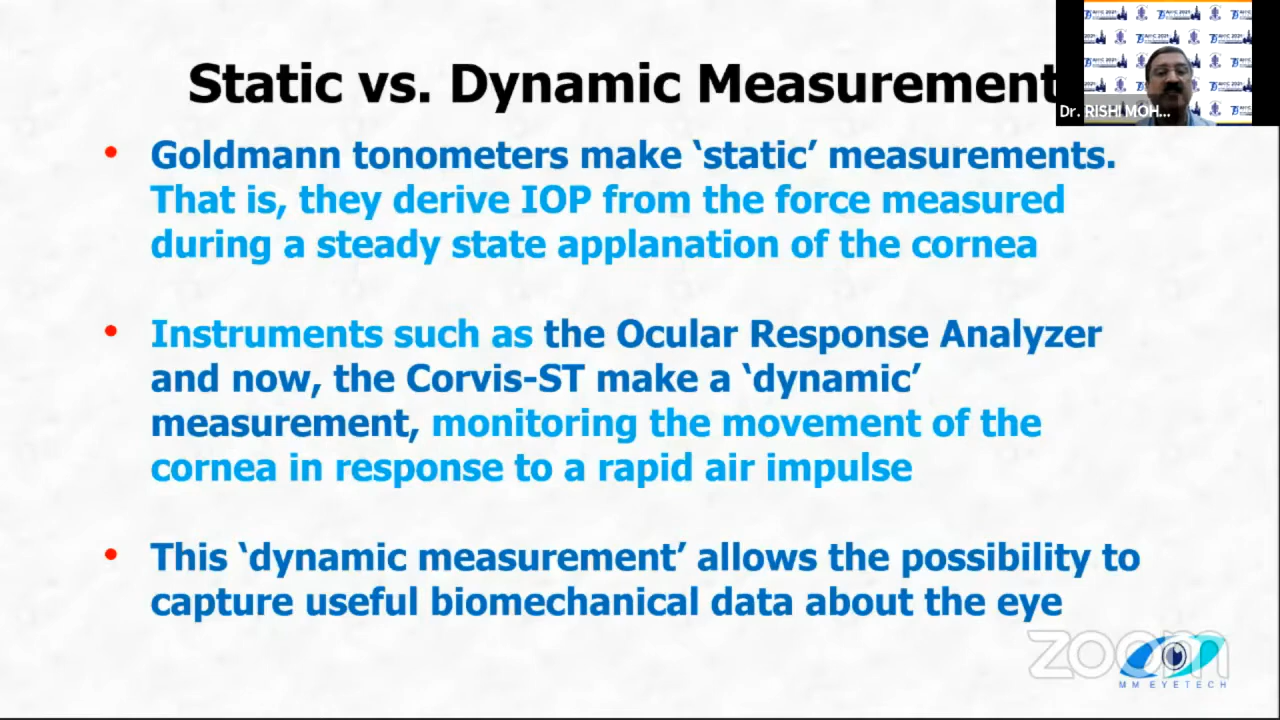 Static vs. Dynamic Measurement
Dr. RISHI MOH...
• Goldmann tonometers make ‘static’ measurements.
That is, they derive IOP from the force measured
during a steady state applanation of the cornea
• Instruments such as the Ocular Response Analyzer
and now, the Corvis-ST make a ‘dynamic’
measurement, monitoring the movement of the
cornea in response to a rapid air impulse
• This ‘dynamic measurement’ allows the possibility to
capture useful biomechanical data about the eye
zoom
MM EYETECH